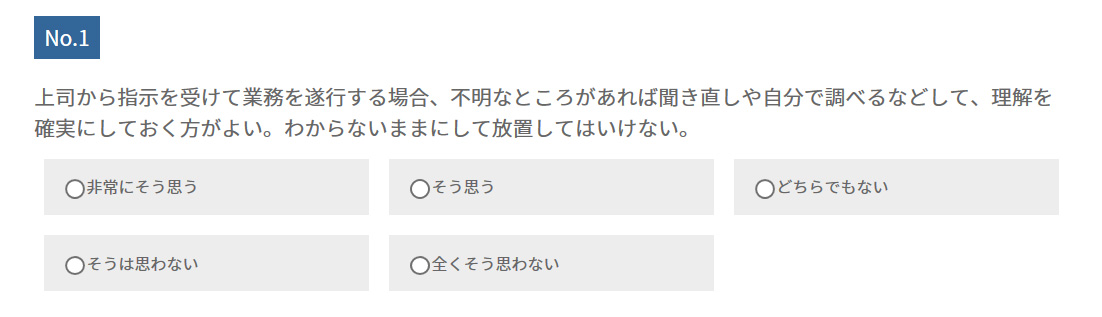 No.1
上司から指示を受けて業務を遂行する場合、不明なところがあれば聞き直しや自分で調べるなどして、理解を
確実にしておく方がよい。わからないままにして放置してはいけない。
非常にそう思う
そう思う
どちらでもない
そうは思わない
全くそう思わない